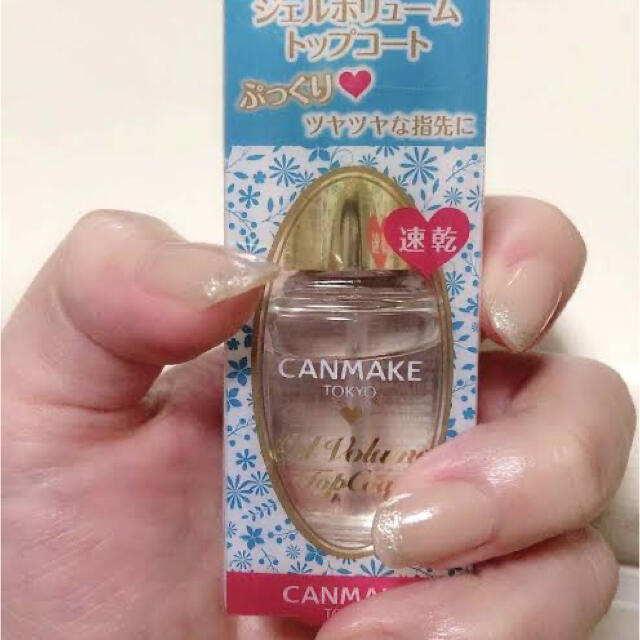 ジェルボリューム
トップコート
ぷっくり♥
ツヤツヤな指先に
速乾
CANMAKE
TOKYO
Gel Volume
Top Coat
CANMAKE